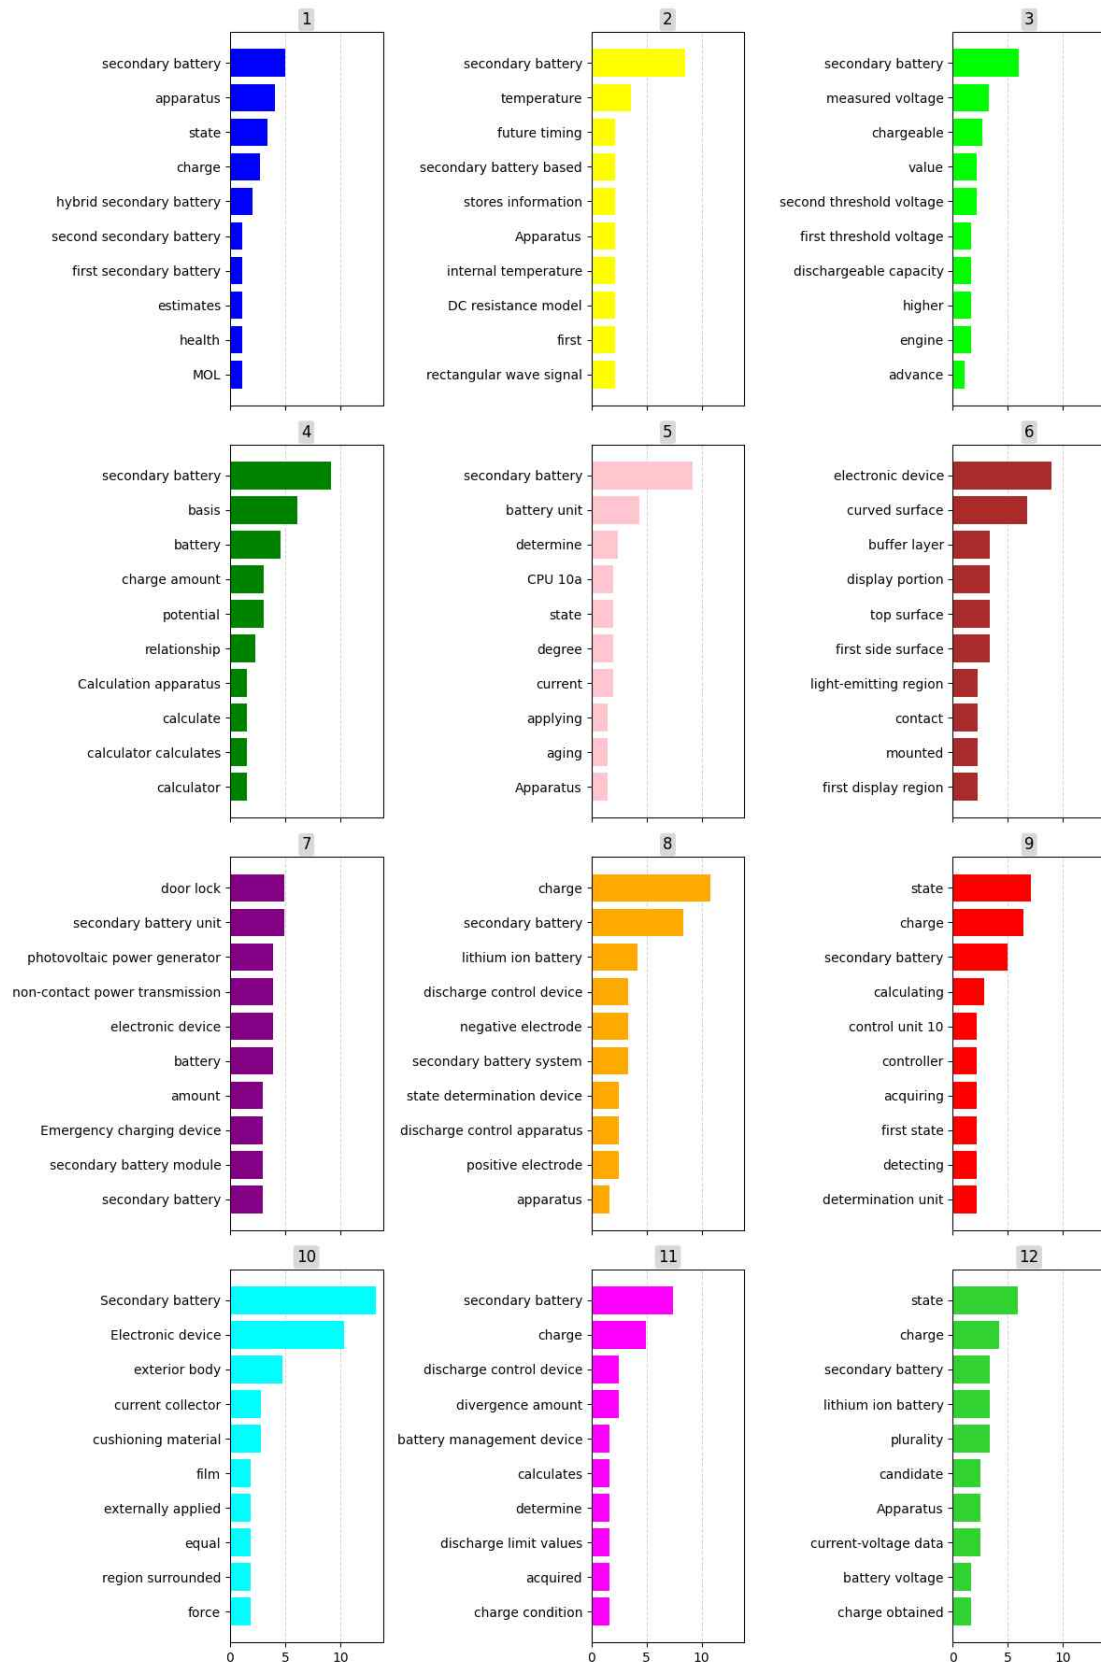 1
secondary battery
apparatus
state
charge
hybrid secondary battery
second secondary battery
first secondary battery
estimates
health
MOL
2
secondary battery
temperature
future timing
secondary battery based
stores information
Apparatus
internal temperature
DC resistance model
first
rectangular wave signal
3
secondary battery
measured voltage
chargeable
value
second threshold voltage
first threshold voltage
dischargeable capacity
higher
engine
advance
4
secondary battery
basis
battery
charge amount
potential
relationship
Calculation apparatus
calculate
calculator calculates
calculator
5
secondary battery
battery unit
determine
CPU 10a
state
degree
current
applying
aging
Apparatus
6
electronic device
curved surface
buffer layer
display portion
top surface
first side surface
light-emitting region
contact
mounted
first display region
7
door lock
secondary battery unit
photovoltaic power generator
non-contact power transmission
electronic device
battery
amount
Emergency charging device
secondary battery module
secondary battery
8
charge
secondary battery
lithium ion battery
discharge control device
negative electrode
secondary battery system
state determination device
discharge control apparatus
positive electrode
apparatus
9
state
charge
secondary battery
calculating
control unit 10
controller
acquiring
first state
detecting
determination unit
10
Secondary battery
Electronic device
exterior body
current collector
cushioning material
film
externally applied
equal
region surrounded
force
0 5 10
11
secondary battery
charge
discharge control device
divergence amount
battery management device
calculates
determine
discharge limit values
acquired
charge condition
0 5 10
12
state
charge
secondary battery
lithium ion battery
plurality
candidate
Apparatus
current-voltage data
battery voltage
charge obtained
0 5 10